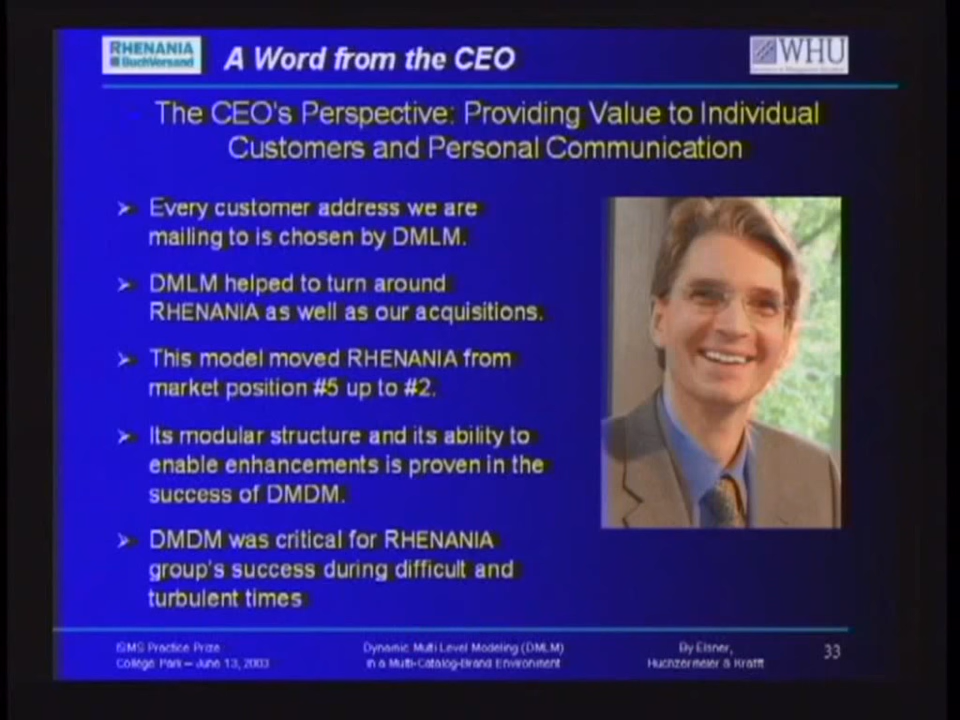 RHENANIA
BuchVersand
A Word from the CEO
WHU
The CEO's Perspective: Providing Value to Individual
Customers and Personal Communication
➢ Every customer address we are
mailing to is chosen by DMLM.
➢ DMLM helped to turn around
RHENANIA as well as our acquisitions.
➢ This model moved RHENANIA from
market position #5 up to #2.
➢ Its modular structure and its ability to
enable enhancements is proven in the
success of DMDM.
➢ DMDM was critical for RHENANIA
group's success during difficult and
turbulent times
ISMS Practice Prize
College Park – June 13, 2003
Dynamic Multi Level Modeling (DMLM)
in a Multi-Catalog-Brand Environment
By Elsner,
Huchzermeier & Krafft
33